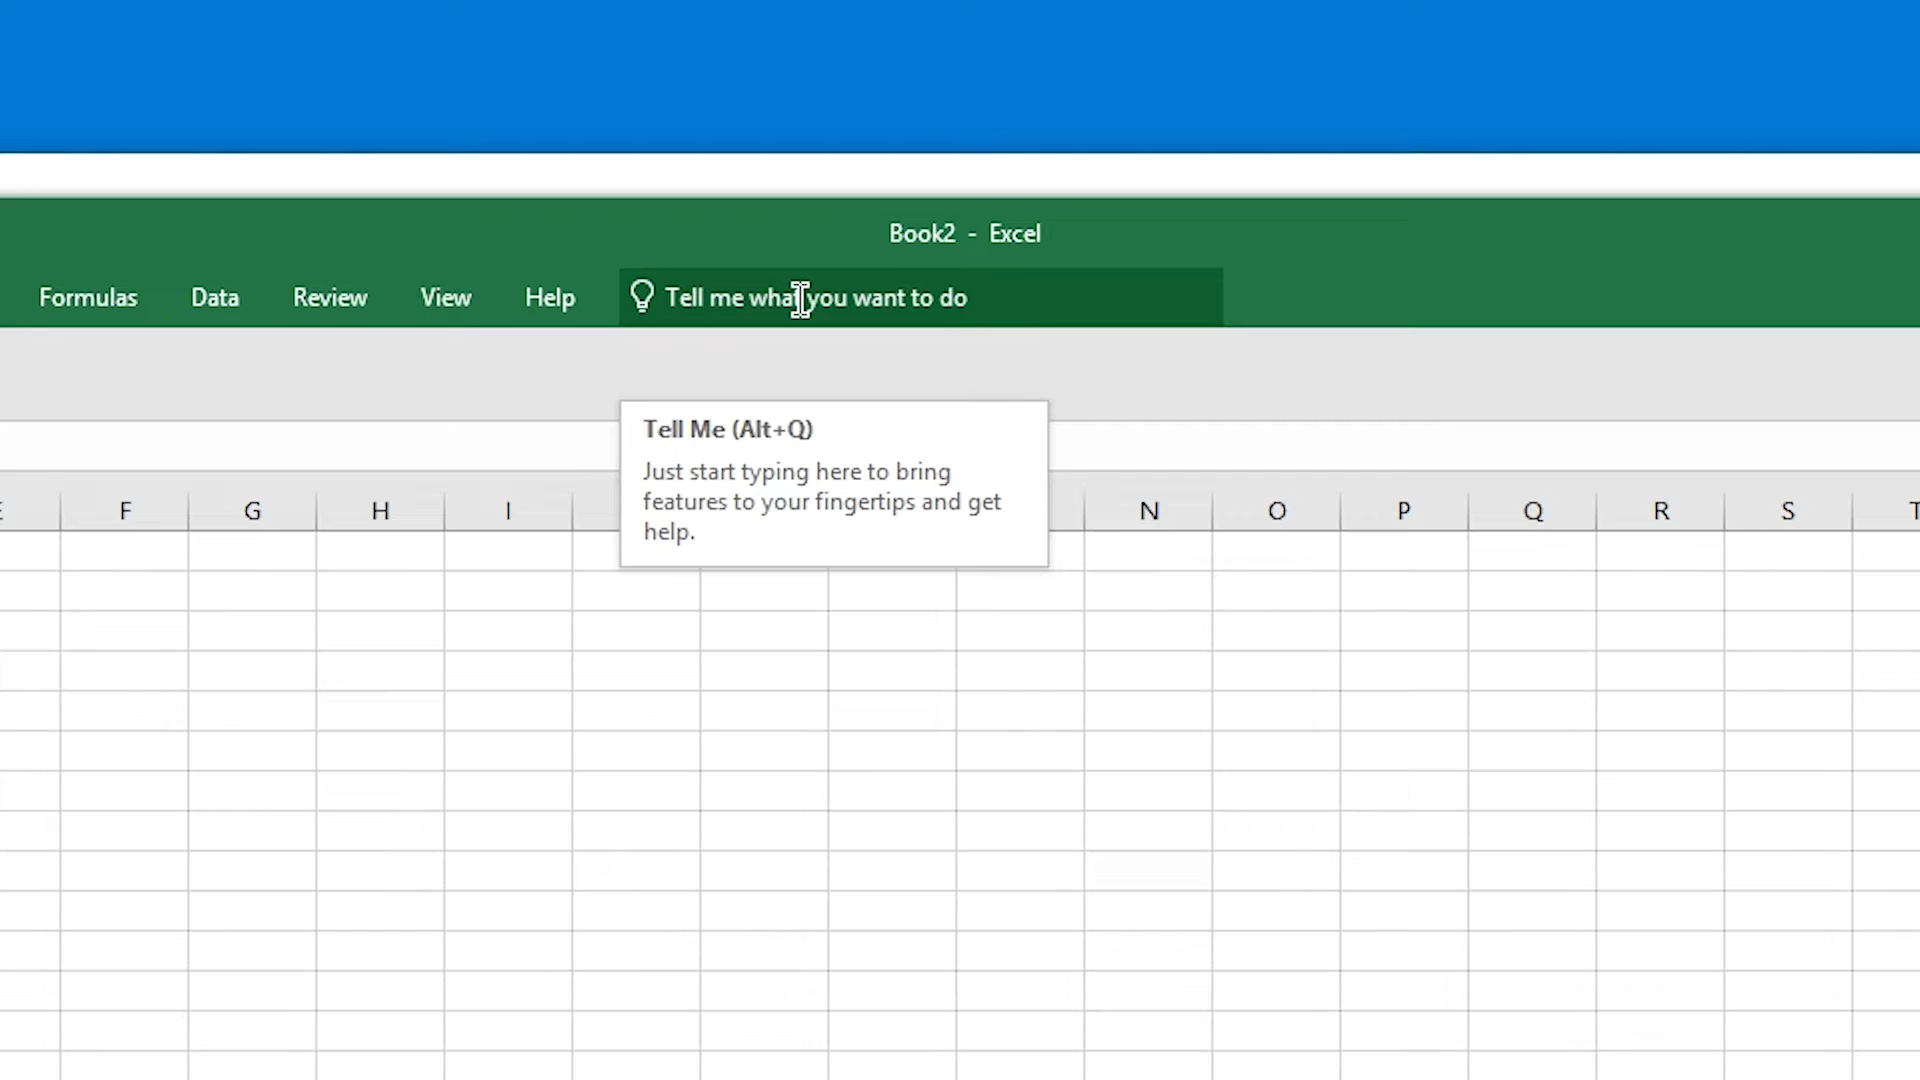 Book2 - Excel
Formulas Data Review View Help Tell me what you want to do
Tell Me (Alt+Q)
Just start typing here to bring
features to your fingertips and get
help.
E F G H I N O P Q R S T